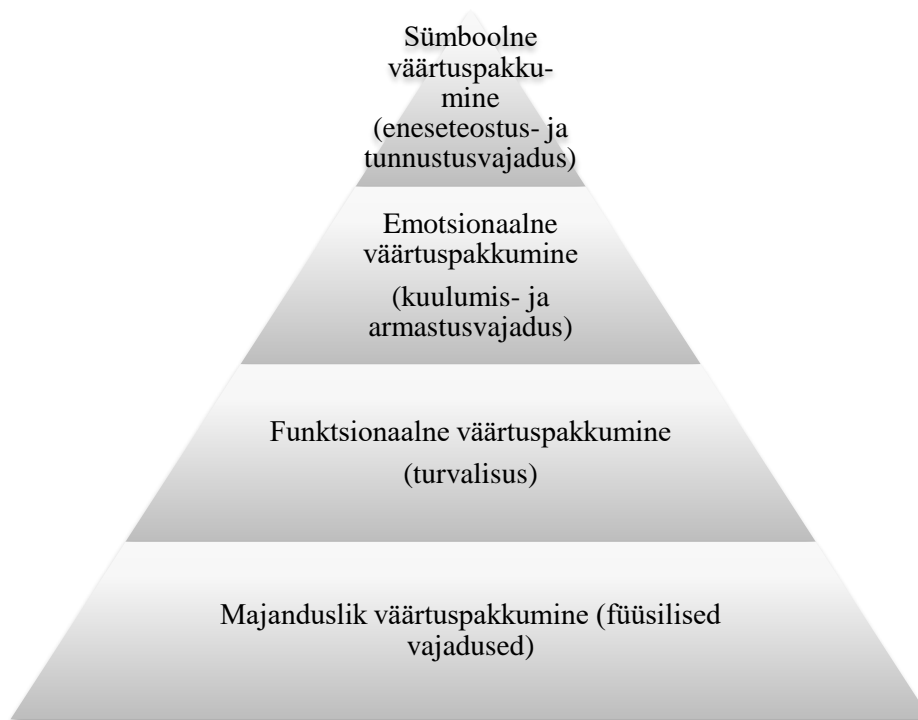 Sümboolne
väärtuspakku-
mine
(eneseteostus- ja
tunnustusvajadus)
Emotsionaalne
väärtuspakkumine
(kuulumis- ja
armastusvajadus)
Funktsionaalne väärtuspakkumine
(turvalisus)
Majanduslik väärtuspakkumine (füüsilised
vajadused)